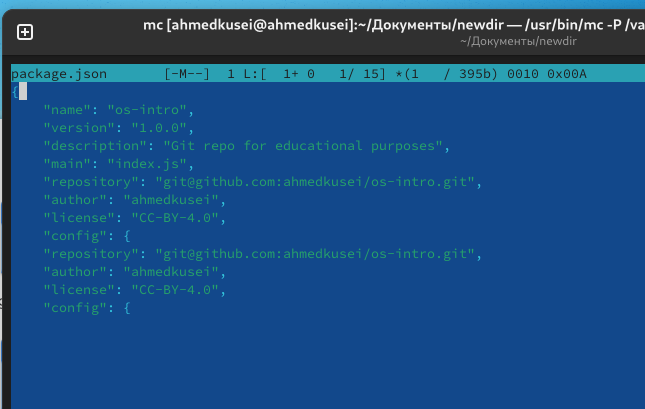 mc [ahmedkusei@ahmedkusei]:~/Документы/newdir — /usr/bin/mc -P /va
~/Документы/newdir
package.json [-M--] 1 L:[ 1+ 0 1/ 15] *(1 / 395b) 0010 0x00A
{
"name": "os-intro",
"version": "1.0.0",
"description": "Git repo for educational purposes",
"main": "index.js",
"repository": "git@github.com:ahmedkusei/os-intro.git",
"author": "ahmedkusei",
"license": "CC-BY-4.0",
"config": {
"repository": "git@github.com:ahmedkusei/os-intro.git",
"author": "ahmedkusei",
"license": "CC-BY-4.0",
"config": {